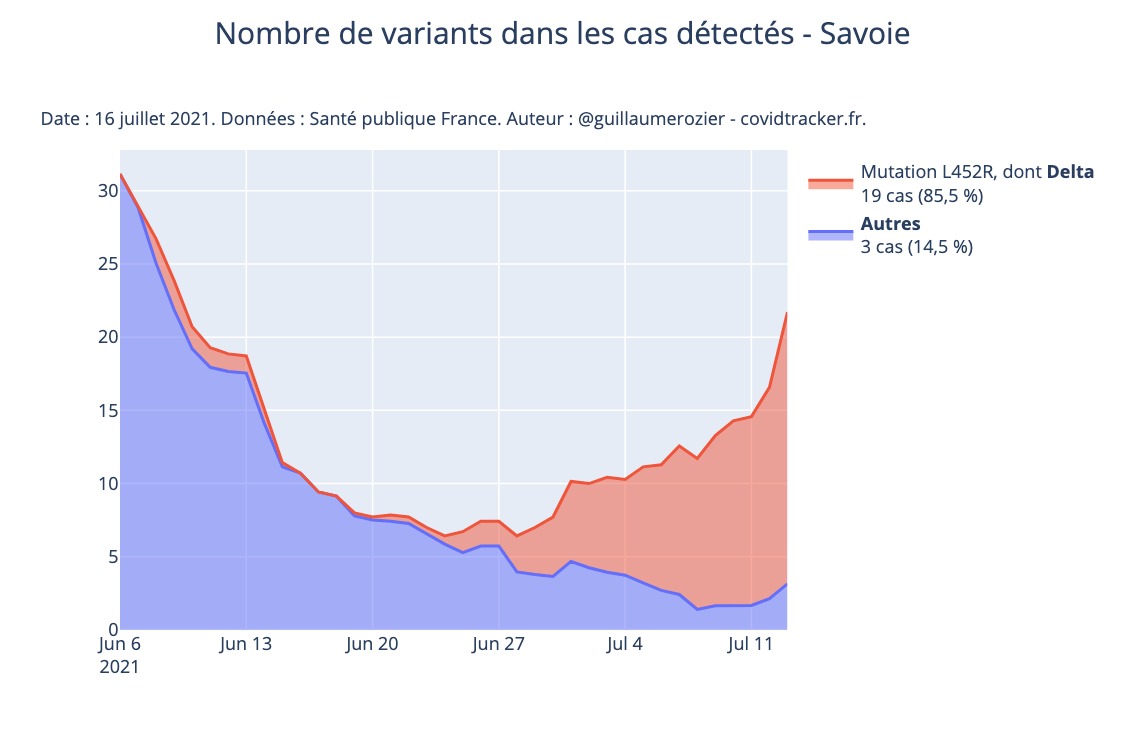 Nombre de variants dans les cas détectés - Savoie
Date : 16 juillet 2021. Données : Santé publique France. Auteur : @guillaumerozier - covidtracker.fr.
Mutation L452R, dont Delta
19 cas (85,5 %)
Autres
3 cas (14,5 %)
30
25
20
15
10
5
0
Jun 6
2021
Jun 13
Jun 20
Jun 27
Jul 4
Jul 11